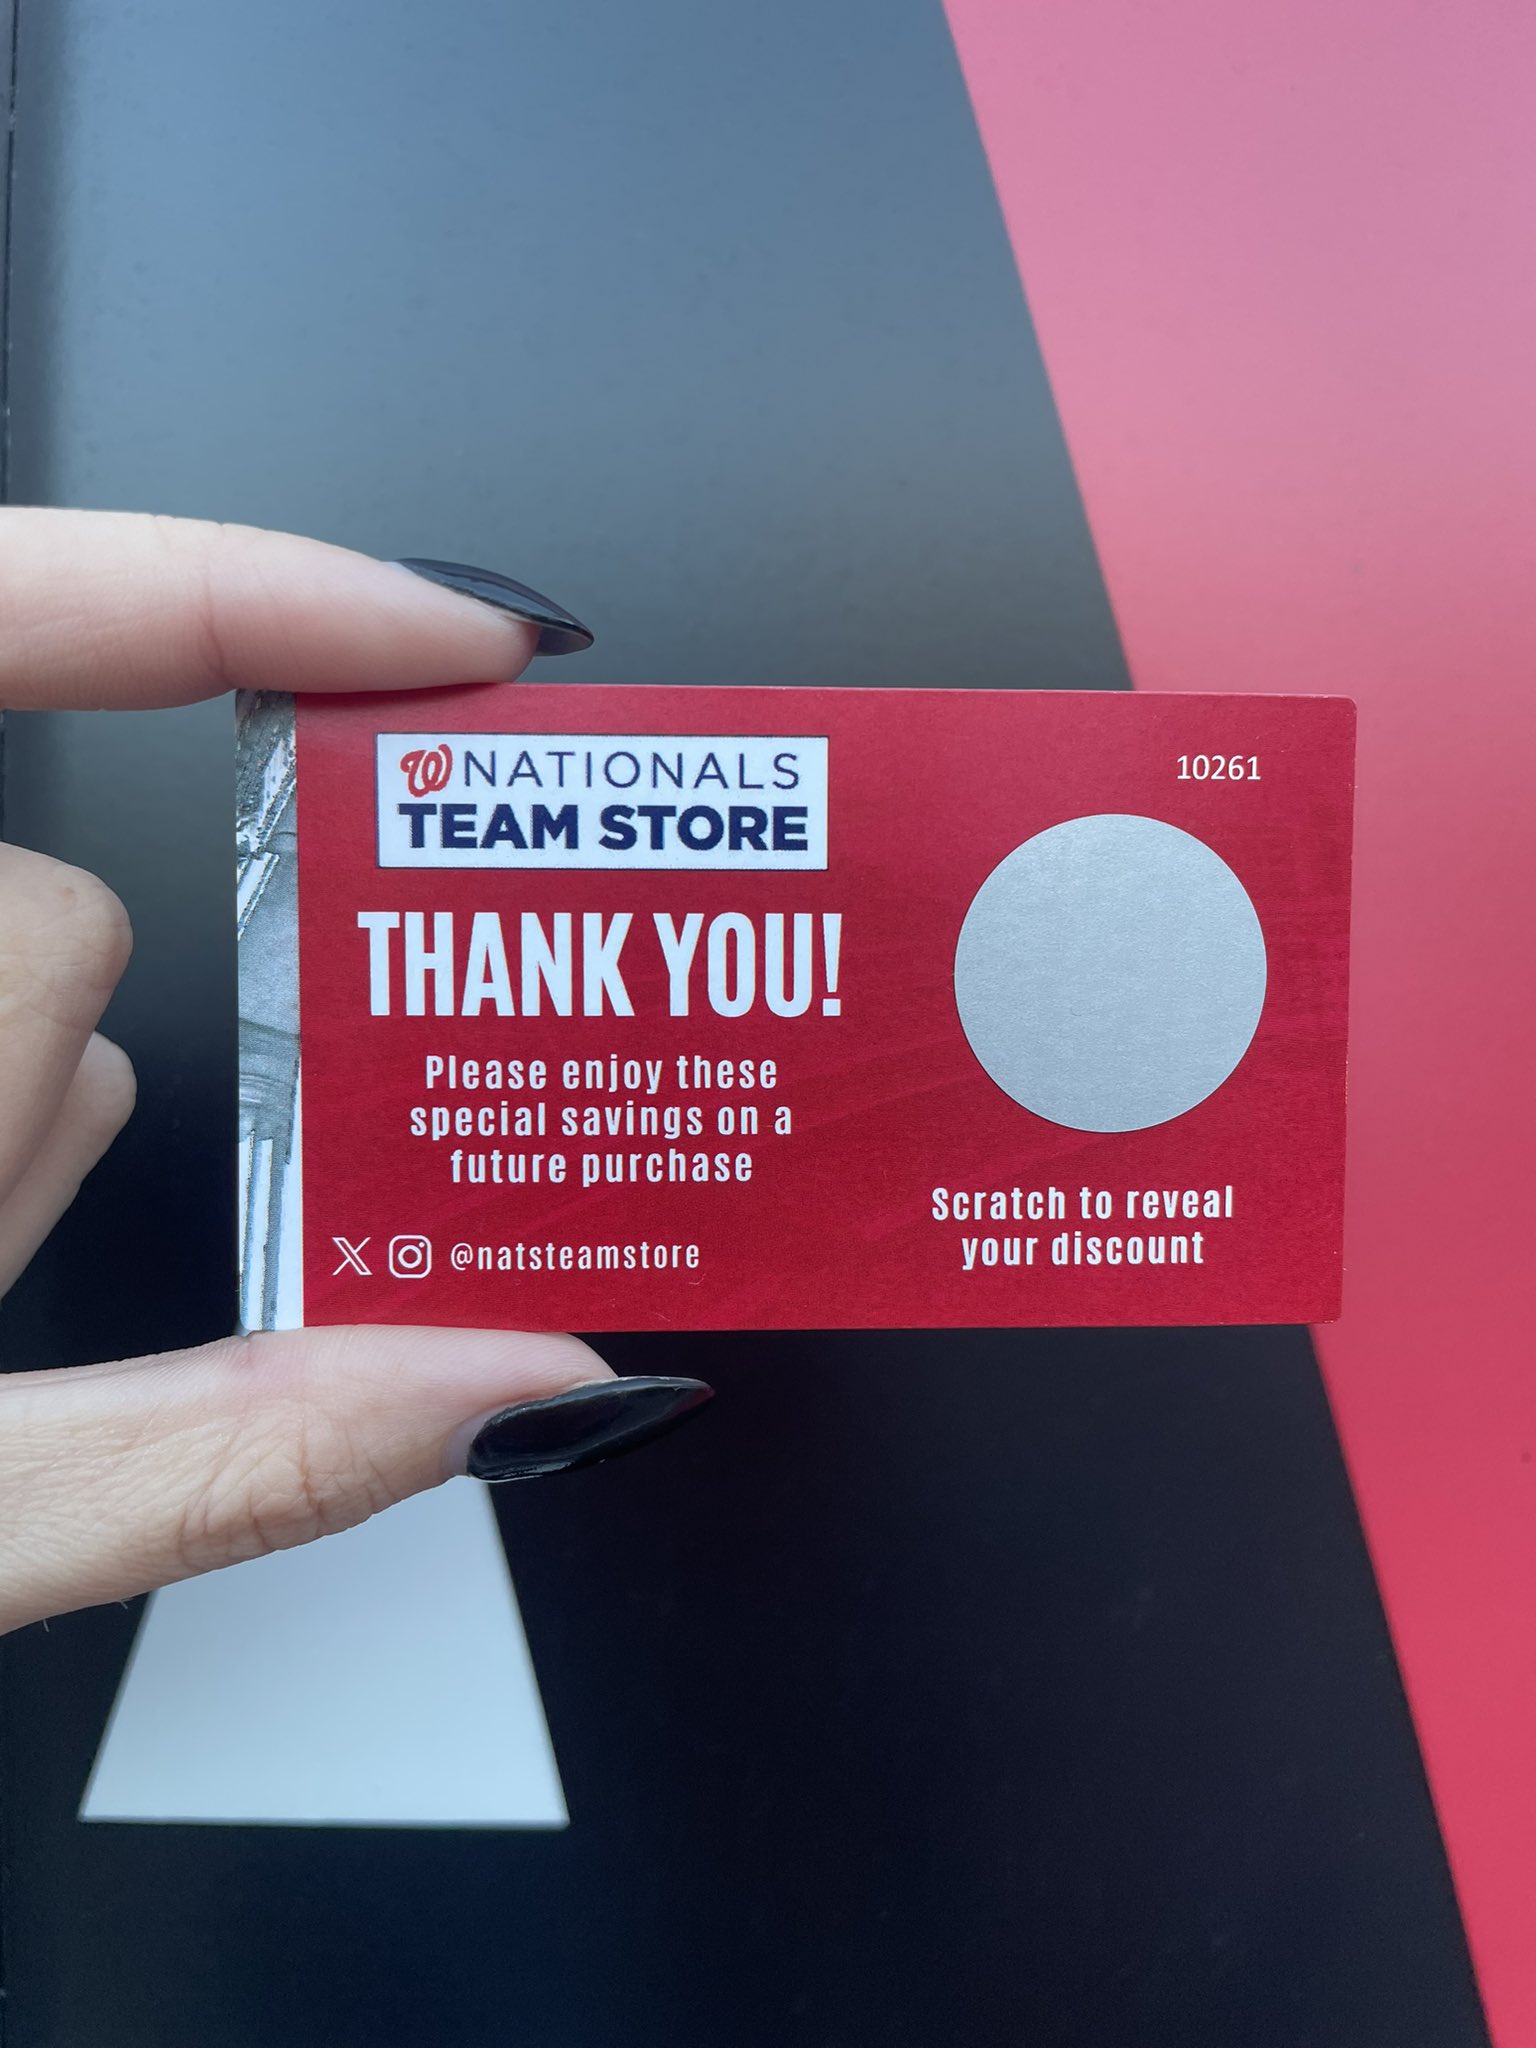 W NATIONALS
TEAM STORE
THANK YOU!
Please enjoy these
special savings on a
future purchase
@natsteamstore
10261
Scratch to reveal
your discount